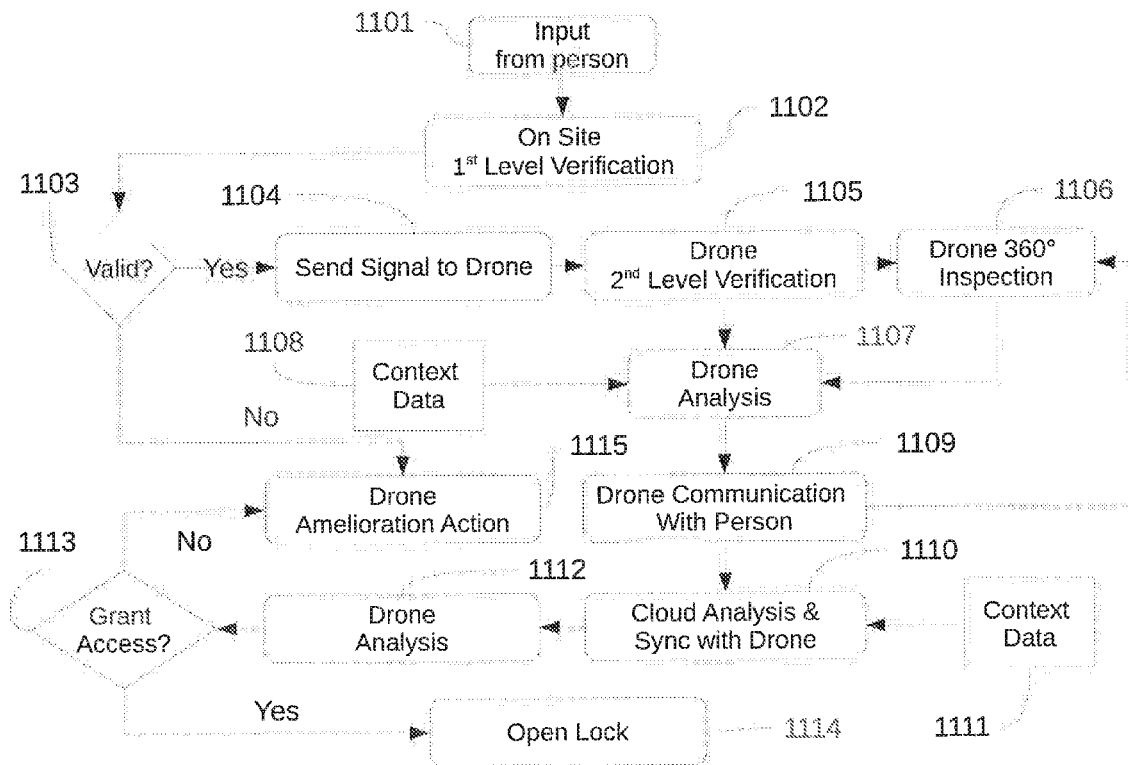 1101
Input
from person
1102
On Site
1st Level Verification
1103
1104
1105
1106
Valid?
Yes
Send Signal to Drone
Drone
2nd Level Verification
Drone 360°
Inspection
1108
1107
Context
Data
Drone
Analysis
No
1115
1109
Drone
Amelioration Action
Drone Communication
With Person
1113
No
1112
1110
Grant
Access?
Drone
Analysis
Cloud Analysis &
Sync with Drone
Context
Data
Yes
Open Lock
1114
1111